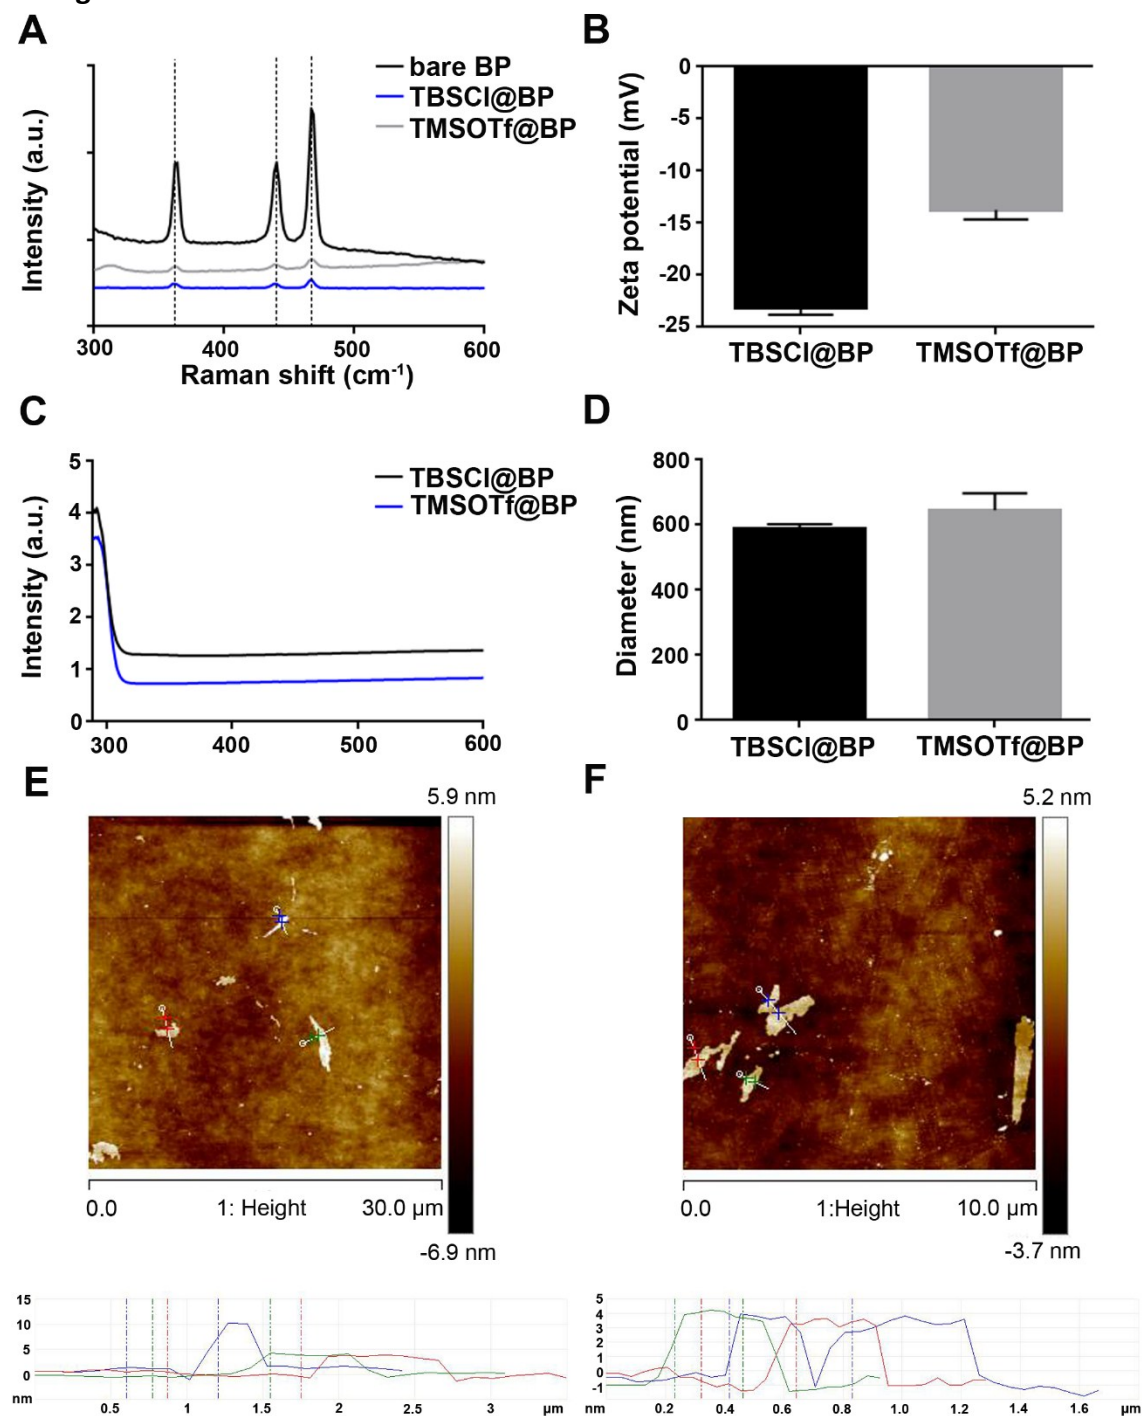 A
Intensity (a.u.)
bare BP
TBSCl@BP
TMSOTf@BP
300 400 500 600
Raman shift (cm-1)
B
Zeta potential (mV)
0
-5
-10
-15
-20
-25
TBSCl@BP TMSOTf@BP
C
Intensity (a.u.)
5
4
3
2
1
0
TBSCl@BP
TMSOTf@BP
300 400 500 600
D
Diameter (nm)
800
600
400
200
0
TBSCl@BP TMSOTf@BP
E
5.9 nm
0.0 1: Height 30.0 µm
-6.9 nm
F
5.2 nm
0.0 1:Height 10.0 µm
-3.7 nm
15
10
5
0
nm 0.5 1 1.5 2 2.5 3 µm
5
4
3
2
1
0
-1
nm 0.2 0.4 0.6 0.8 1.0 1.2 1.4 1.6 µm